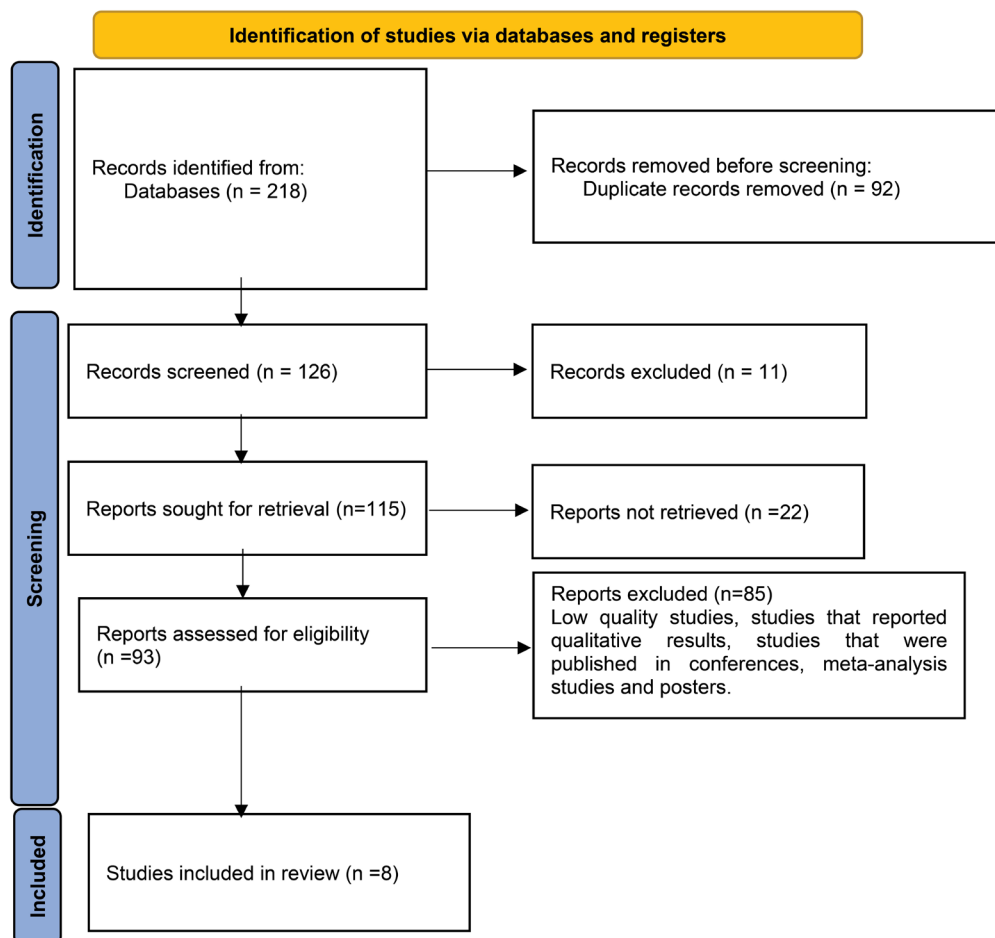 Identification of studies via databases and registers
Identification
Records identified from:
Databases (n = 218)
Records removed before screening:
Duplicate records removed (n = 92)
Screening
Records screened (n = 126)
Records excluded (n = 11)
Reports sought for retrieval (n=115)
Reports not retrieved (n =22)
Reports assessed for eligibility
(n =93)
Reports excluded (n=85)
Low quality studies, studies that reported
qualitative results, studies that were
published in conferences, meta-analysis
studies and posters.
Included
Studies included in review (n =8)